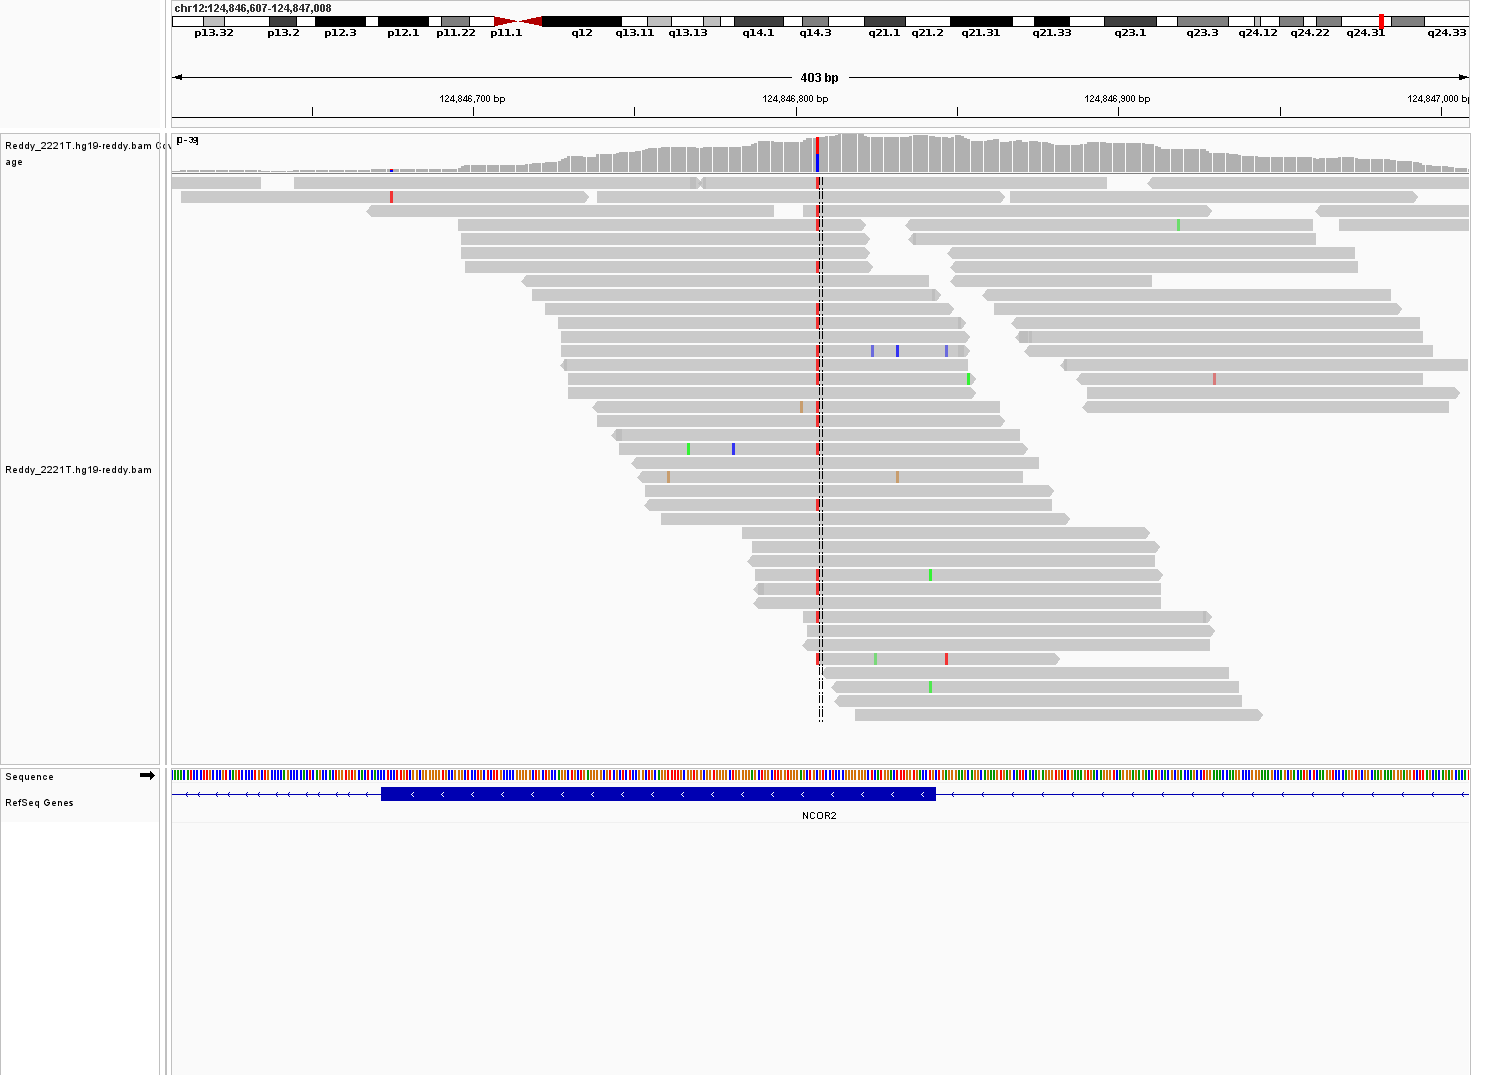 chr12:124,846,607-124,847,008
p13.32 p13.2 p12.3 p12.1 p11.22 p11.1 q12 q13.11 q13.13 q14.1 q14.3 q21.1 q21.2 q21.31 q21.33 q23.1 q23.3 q24.12 q24.22 q24.31 q24.33
403 bp
124,846,700 bp 124,846,800 bp 124,846,900 bp 124,847,000 bp
[0-39]
Reddy_2221T.hg19-reddy.bam Cov
age
Reddy_2221T.hg19-reddy.bam
Sequence
RefSeq Genes
NCOR2